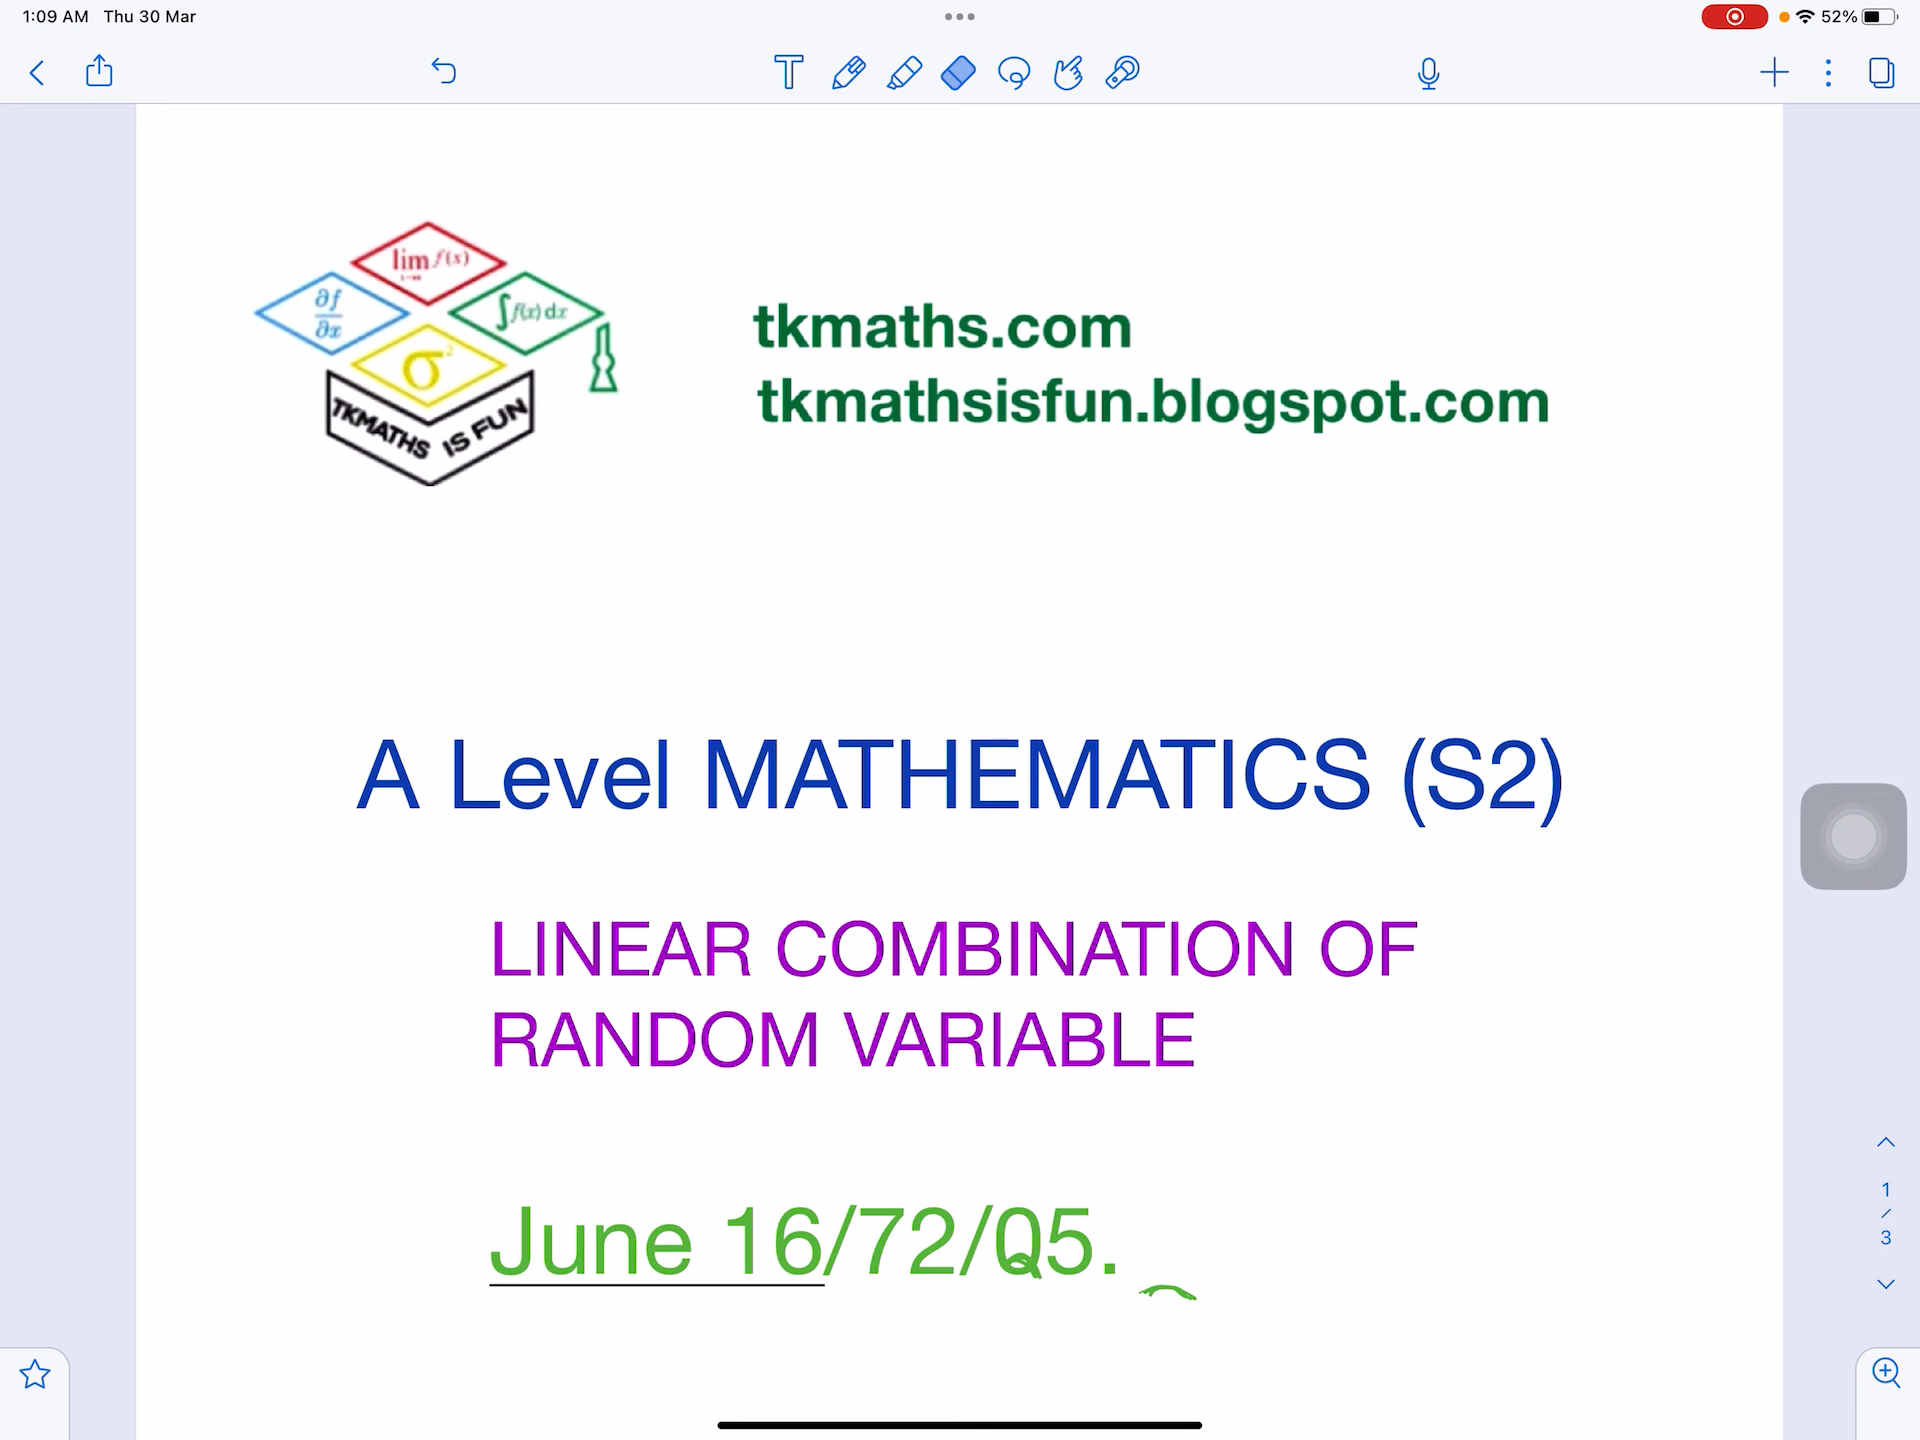 1:09 AM Thu 30 Mar
52%
T
lim f(x)
∂f
∂x
∫f(x) dx
σ²
TKMATHS IS FUN
tkmaths.com
tkmathsisfun.blogspot.com
A Level MATHEMATICS (S2)
LINEAR COMBINATION OF
RANDOM VARIABLE
June 16/72/Q5.
1
/
3